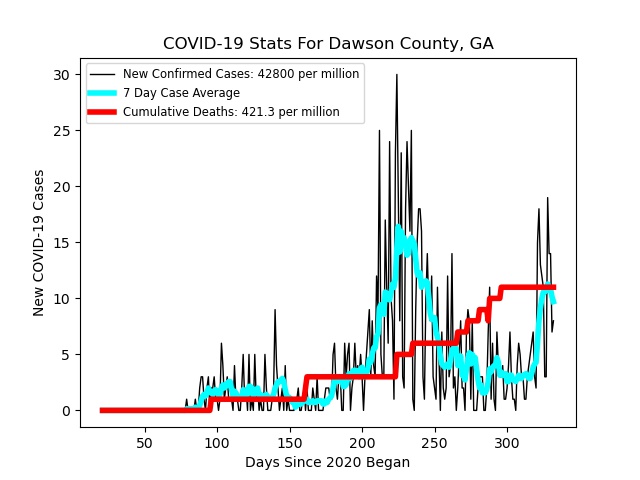 COVID-19 Stats For Dawson County, GA
New Confirmed Cases: 42800 per million
7 Day Case Average
Cumulative Deaths: 421.3 per million
New COVID-19 Cases
30
25
20
15
10
5
0
50 100 150 200 250 300
Days Since 2020 Began